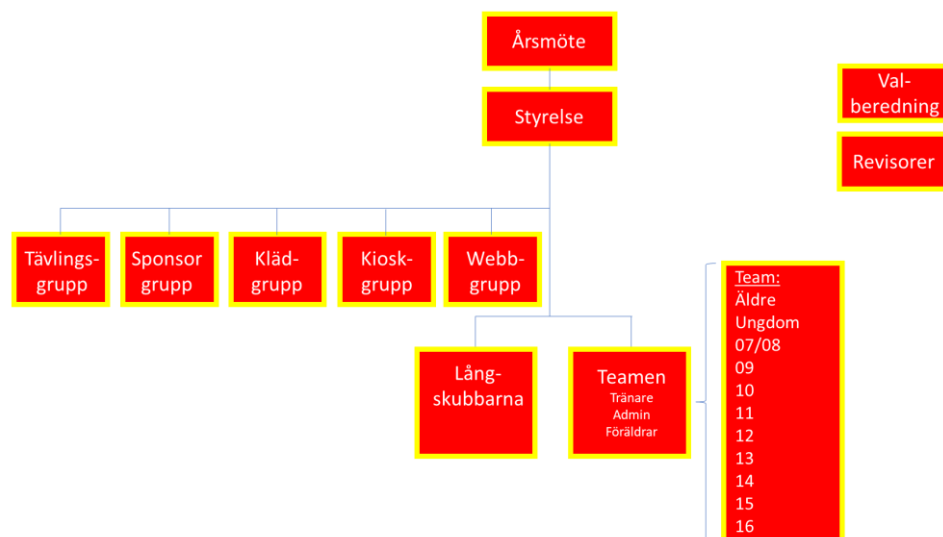 Årsmöte
Styrelse
Val-
beredning
Revisorer
Tävlings-
grupp
Sponsor
grupp
Kläd-
grupp
Kiosk-
grupp
Webb-
grupp
Lång-
skubbarna
Teamen
Tränare
Admin
Föräldrar
Team:
Äldre
Ungdom
07/08
09
10
11
12
13
14
15
16